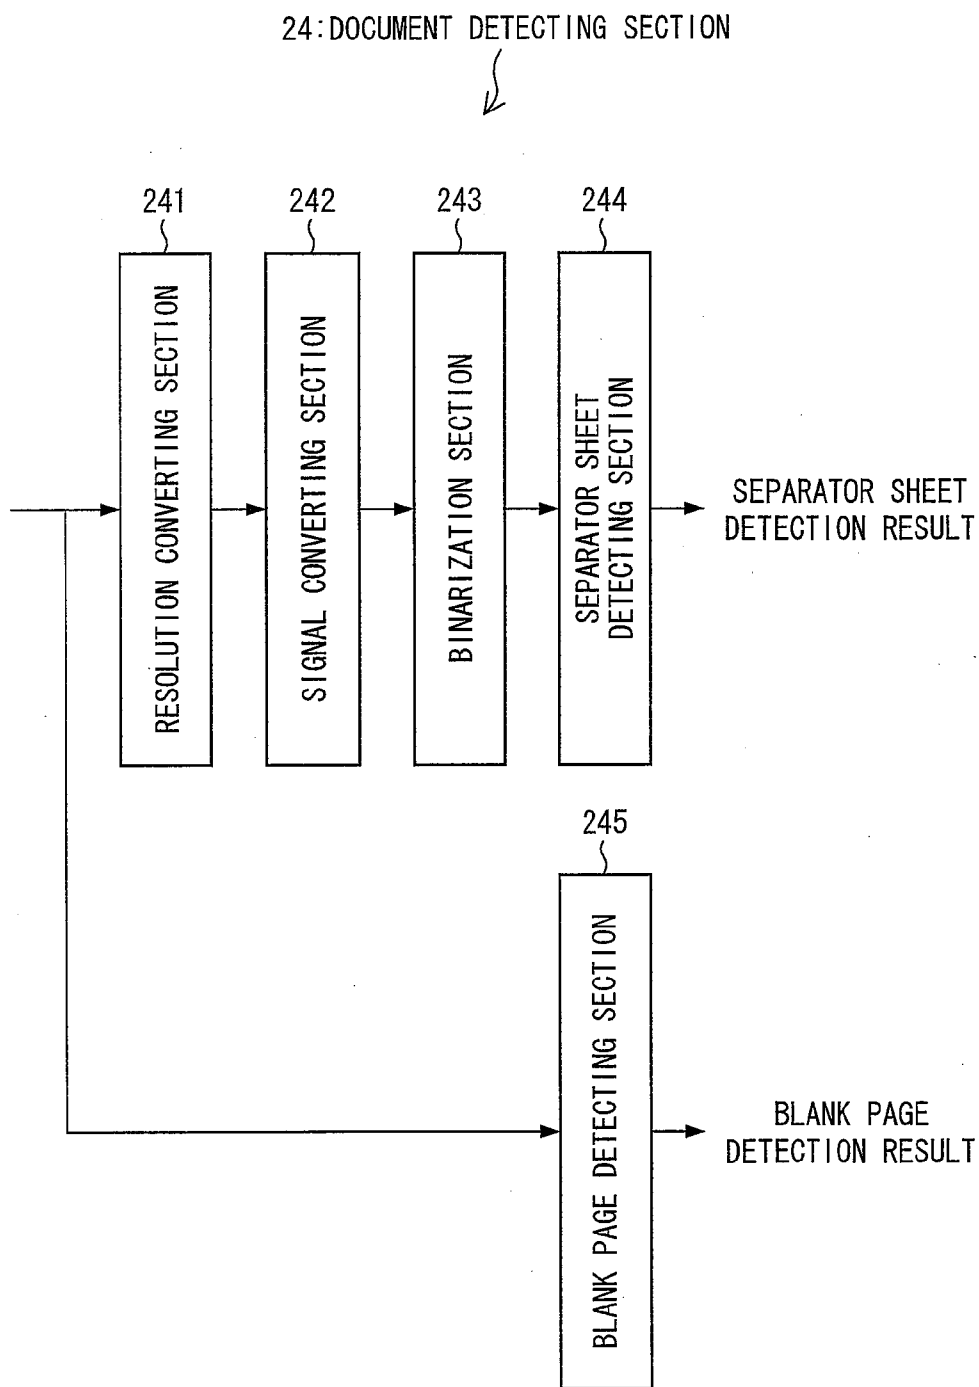 24:DOCUMENT DETECTING SECTION
241
242
243
244
RESOLUTION CONVERTING SECTION
SIGNAL CONVERTING SECTION
BINARIZATION SECTION
SEPARATOR SHEET
DETECTING SECTION
SEPARATOR SHEET
DETECTION RESULT
245
BLANK PAGE DETECTING SECTION
BLANK PAGE
DETECTION RESULT